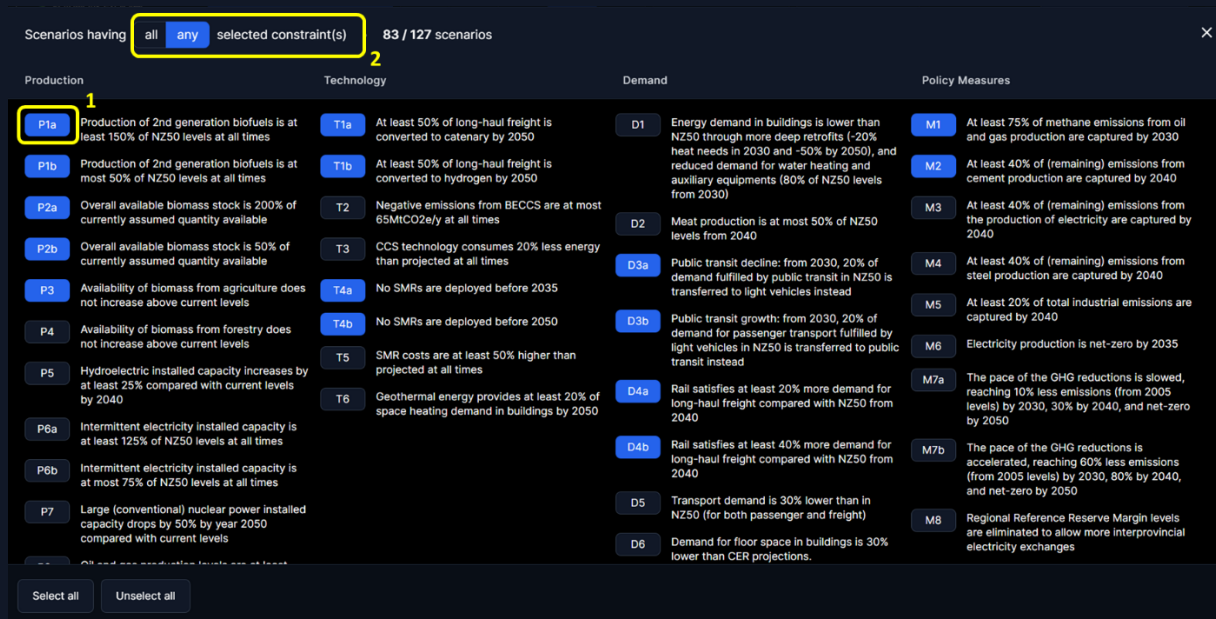 Scenarios having all any selected constraint(s) 83 / 127 scenarios
2
Production Technology Demand Policy Measures
1
P1a
Production of 2nd generation biofuels is at
least 150% of NZ50 levels at all times
P1b
Production of 2nd generation biofuels is at
most 50% of NZ50 levels at all times
P2a
Overall available biomass stock is 200% of
currently assumed quantity available
P2b
Overall available biomass stock is 50% of
currently assumed quantity available
P3
Availability of biomass from agriculture does
not increase above current levels
P4
Availability of biomass from forestry does
not increase above current levels
P5
Hydroelectric installed capacity increases by
at least 25% compared with current levels
by 2040
P6a
Intermittent electricity installed capacity is
at least 125% of NZ50 levels at all times
P6b
Intermittent electricity installed capacity is
at most 75% of NZ50 levels at all times
P7
Large (conventional) nuclear power installed
capacity drops by 50% by year 2050
compared with current levels
T1a
At least 50% of long-haul freight is
converted to catenary by 2050
T1b
At least 50% of long-haul freight is
converted to hydrogen by 2050
T2
Negative emissions from BECCS are at most
65MtCO2e/y at all times
T3
CCS technology consumes 20% less energy
than projected at all times
T4a
No SMRs are deployed before 2035
T4b
No SMRs are deployed before 2050
T5
SMR costs are at least 50% higher than
projected at all times
T6
Geothermal energy provides at least 20% of
space heating demand in buildings by 2050
D1
Energy demand in buildings is lower than
NZ50 through more deep retrofits (-20%
heat needs in 2030 and -50% by 2050), and
reduced demand for water heating and
auxiliary equipments (80% of NZ50 levels
from 2030)
D2
Meat production is at most 50% of NZ50
levels from 2040
D3a
Public transit decline: from 2030, 20% of
demand fulfilled by public transit in NZ50 is
transferred to light vehicles instead
D3b
Public transit growth: from 2030, 20% of
demand for passenger transport fulfilled by
light vehicles in NZ50 is transferred to public
transit instead
D4a
Rail satisfies at least 20% more demand for
long-haul freight compared with NZ50 from
2040
D4b
Rail satisfies at least 40% more demand for
long-haul freight compared with NZ50 from
2040
D5
Transport demand is 30% lower than in
NZ50 (for both passenger and freight)
D6
Demand for floor space in buildings is 30%
lower than CER projections.
M1
At least 75% of methane emissions from oil
and gas production are captured by 2030
M2
At least 40% of (remaining) emissions from
cement production are captured by 2040
M3
At least 40% of (remaining) emissions from
the production of electricity are captured by
2040
M4
At least 40% of (remaining) emissions from
steel production are captured by 2040
M5
At least 20% of total industrial emissions are
captured by 2040
M6
Electricity production is net-zero by 2035
M7a
The pace of the GHG reductions is slowed,
reaching 10% less emissions (from 2005
levels) by 2030, 30% by 2040, and net-zero
by 2050
M7b
The pace of the GHG reductions is
accelerated, reaching 60% less emissions
(from 2005 levels) by 2030, 80% by 2040,
and net-zero by 2050
M8
Regional Reference Reserve Margin levels
are eliminated to allow more interprovincial
electricity exchanges
Select all Unselect all